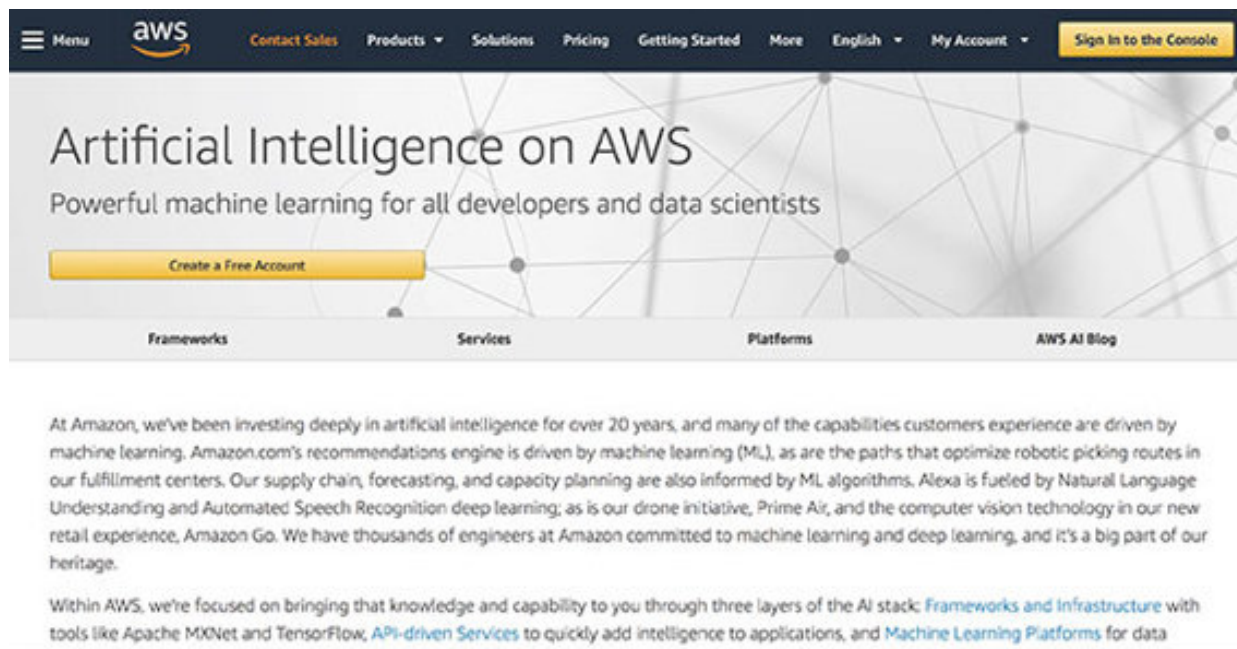 Menu aws Contact Sales Products Solutions Pricing Getting Started More English My Account Sign In to the Console
Artificial Intelligence on AWS
Powerful machine learning for all developers and data scientists
Create a Free Account
Frameworks Services Platforms AWS AI Blog
At Amazon, we've been investing deeply in artificial intelligence for over 20 years, and many of the capabilities customers experience are driven by
machine learning. Amazon.com's recommendations engine is driven by machine learning (ML), as are the paths that optimize robotic picking routes in
our fulfillment centers. Our supply chain, forecasting, and capacity planning are also informed by ML algorithms. Alexa is fueled by Natural Language
Understanding and Automated Speech Recognition deep learning; as is our drone initiative, Prime Air, and the computer vision technology in our new
retail experience, Amazon Go. We have thousands of engineers at Amazon committed to machine learning and deep learning, and it's a big part of our
heritage.
Within AWS, we're focused on bringing that knowledge and capability to you through three layers of the AI stack: Frameworks and Infrastructure with
tools like Apache MXNet and TensorFlow, API-driven Services to quickly add intelligence to applications, and Machine Learning Platforms for data